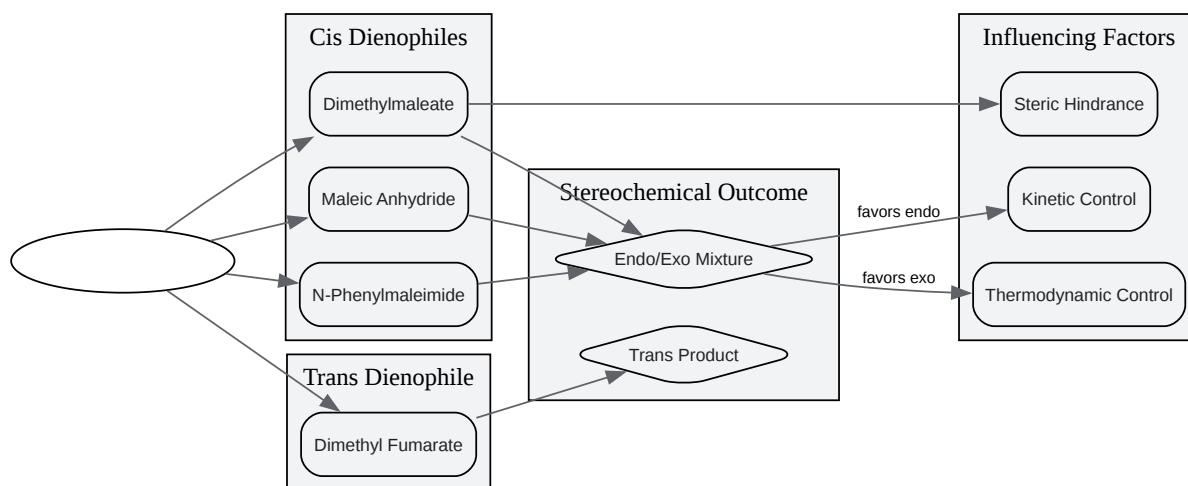 Cis Dienophiles
Dimethylmaleate
Maleic Anhydride
N-Phenylmaleimide
Trans Dienophile
Dimethyl Fumarate
Stereochemical Outcome
Endo/Exo Mixture
Trans Product
favors endo
favors exo
Influencing Factors
Steric Hindrance
Kinetic Control
Thermodynamic Control